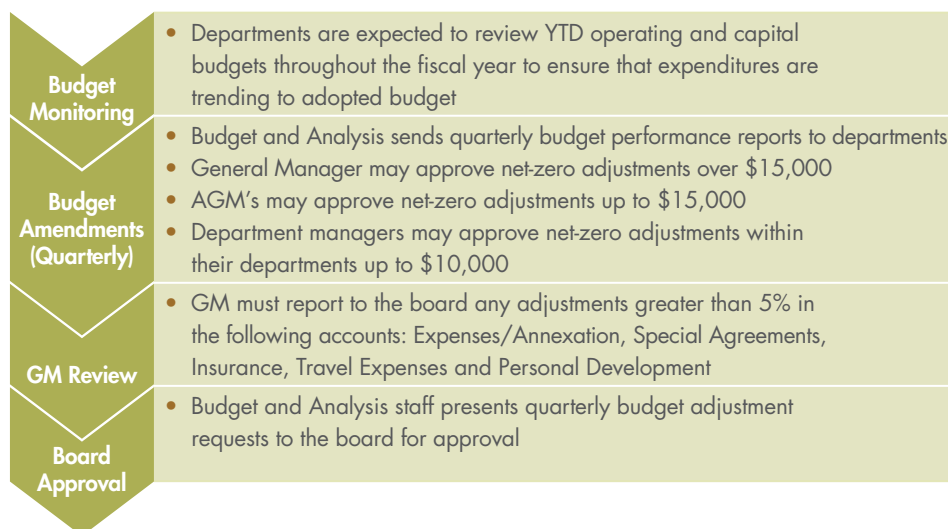 Budget
Monitoring
• Departments are expected to review YTD operating and capital
budgets throughout the fiscal year to ensure that expenditures are
trending to adopted budget
Budget
Amendments
(Quarterly)
• Budget and Analysis sends quarterly budget performance reports to departments
• General Manager may approve net-zero adjustments over $15,000
• AGM's may approve net-zero adjustments up to $15,000
• Department managers may approve net-zero adjustments within
their departments up to $10,000
GM Review
• GM must report to the board any adjustments greater than 5% in
the following accounts: Expenses/Annexation, Special Agreements,
Insurance, Travel Expenses and Personal Development
Board
Approval
• Budget and Analysis staff presents quarterly budget adjustment
requests to the board for approval